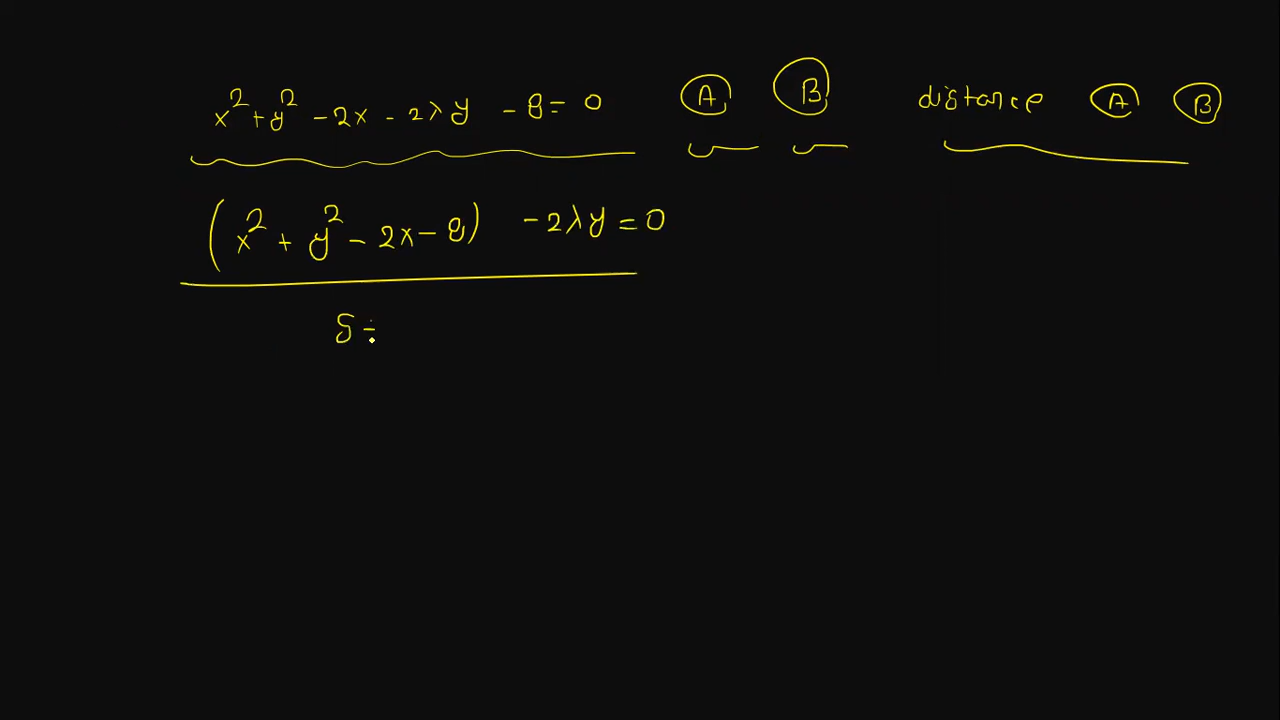 x² + y² - 2x - 2λy - 8 = 0 A B distance A B
(x² + y² - 2x - 8) - 2λy = 0
S =